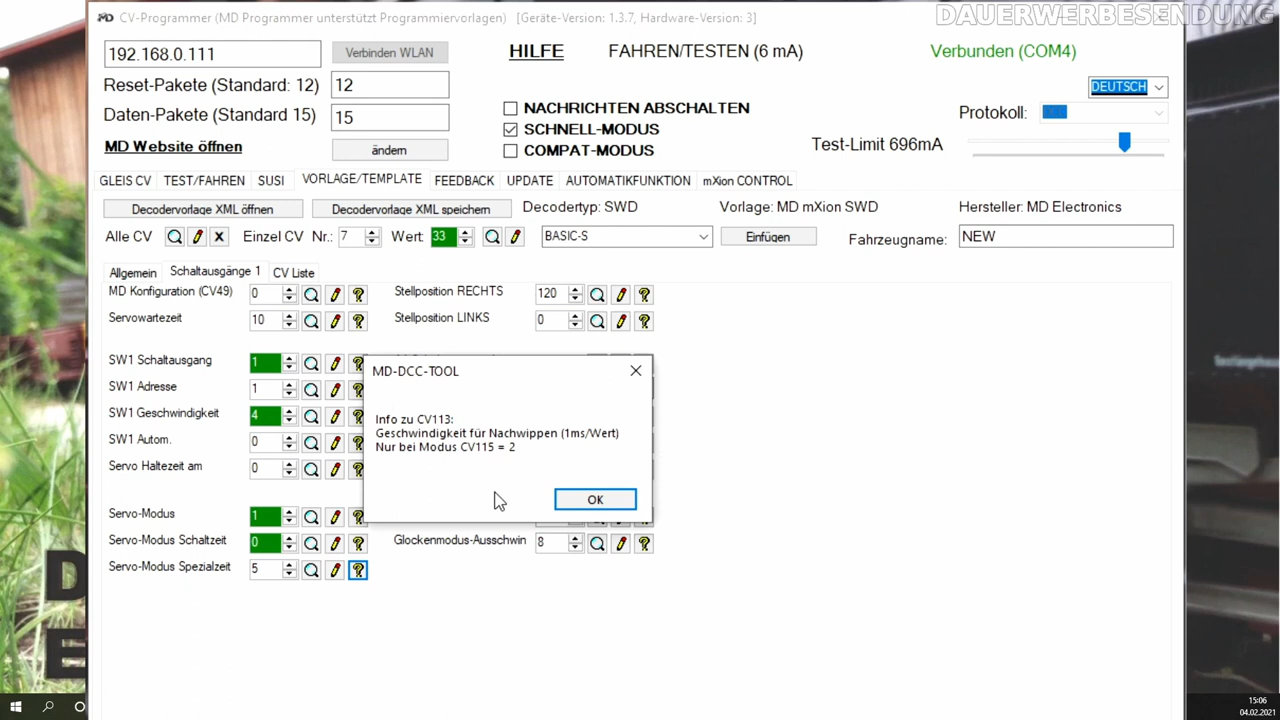 CV-Programmer (MD Programmer unterstützt Programmiervorlagen) [Geräte-Version: 1.3.7, Hardware-Version: 3]
DAUERWERBESENDUNG
192.168.0.111
Verbinden WLAN
HILFE
FAHREN/TESTEN (6 mA)
Verbunden (COM4)
Reset-Pakete (Standard: 12)
12
DEUTSCH
Daten-Pakete (Standard 15)
15
NACHRICHTEN ABSCHALTEN
SCHNELL-MODUS
COMPAT-MODUS
Protokoll:
MD Website öffnen
ändern
Test-Limit 696mA
GLEIS CV
TEST/FAHREN
SUSI
VORLAGE/TEMPLATE
FEEDBACK
UPDATE
AUTOMATIKFUNKTION
mXion CONTROL
Decodervorlage XML öffnen
Decodervorlage XML speichern
Decodertyp: SWD
Vorlage: MD mXion SWD
Hersteller: MD Electronics
Alle CV
X
Einzel CV Nr.: 7
Wert: 33
BASIC-S
Einfügen
Fahrzeugname: NEW
Allgemein
Schaltausgänge 1
CV Liste
MD Konfiguration (CV49) 0
Stellposition RECHTS 120
Servowartezeit 10
Stellposition LINKS 0
SW1 Schaltausgang 1
SW1 Adresse 1
SW1 Geschwindigkeit 4
SW1 Autom. 0
Servo Haltezeit am 0
Servo-Modus 1
Servo-Modus Schaltzeit 0
Glockenmodus-Ausschwin 8
Servo-Modus Spezialzeit 5
MD-DCC-TOOL
Info zu CV113:
Geschwindigkeit für Nachwippen (1ms/Wert)
Nur bei Modus CV115 = 2
OK
15:06
04.02.2021